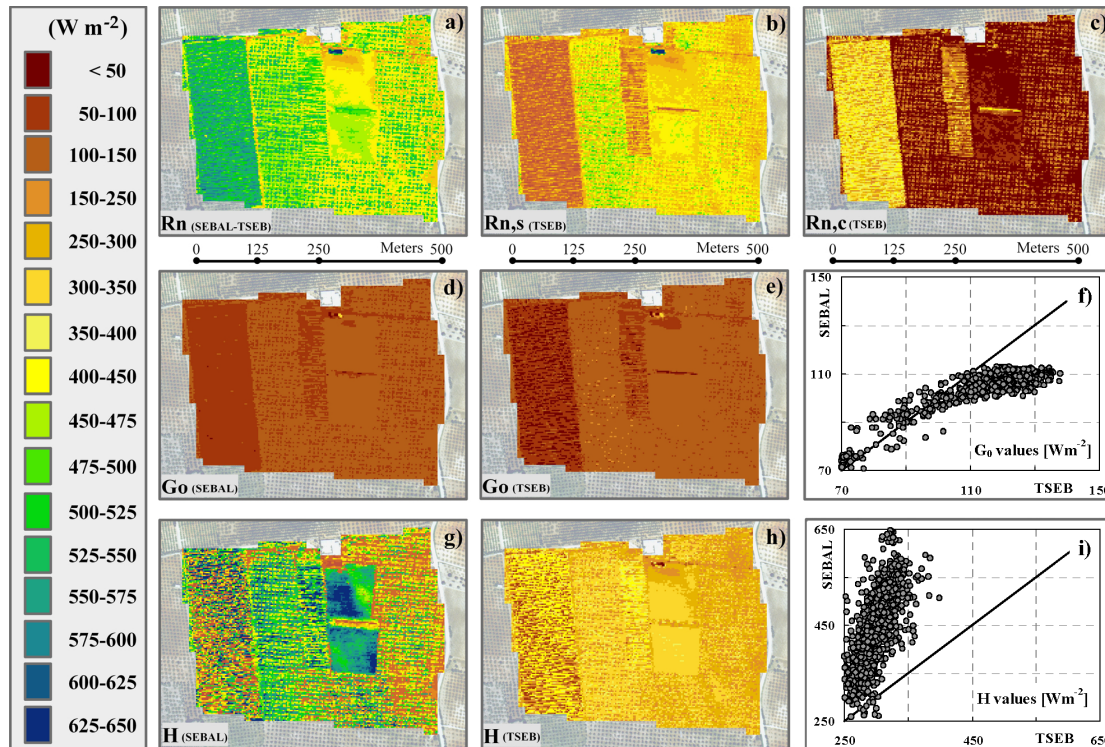 (W m-2)
< 50
50-100
100-150
150-250
250-300
300-350
350-400
400-450
450-475
475-500
500-525
525-550
550-575
575-600
600-625
625-650
a)
Rn (SEBAL-TSEB)
b)
Rn,s (TSEB)
c)
Rn,c (TSEB)
0 125 250 Meters 500
0 125 250 Meters 500
0 125 250 Meters 500
d)
Go (SEBAL)
e)
Go (TSEB)
f)
150
SEBAL
110
70
G0 values [Wm-2]
70 110 150
TSEB
g)
H (SEBAL)
h)
H (TSEB)
i)
650
SEBAL
450
250
H values [Wm-2]
250 450 650
TSEB